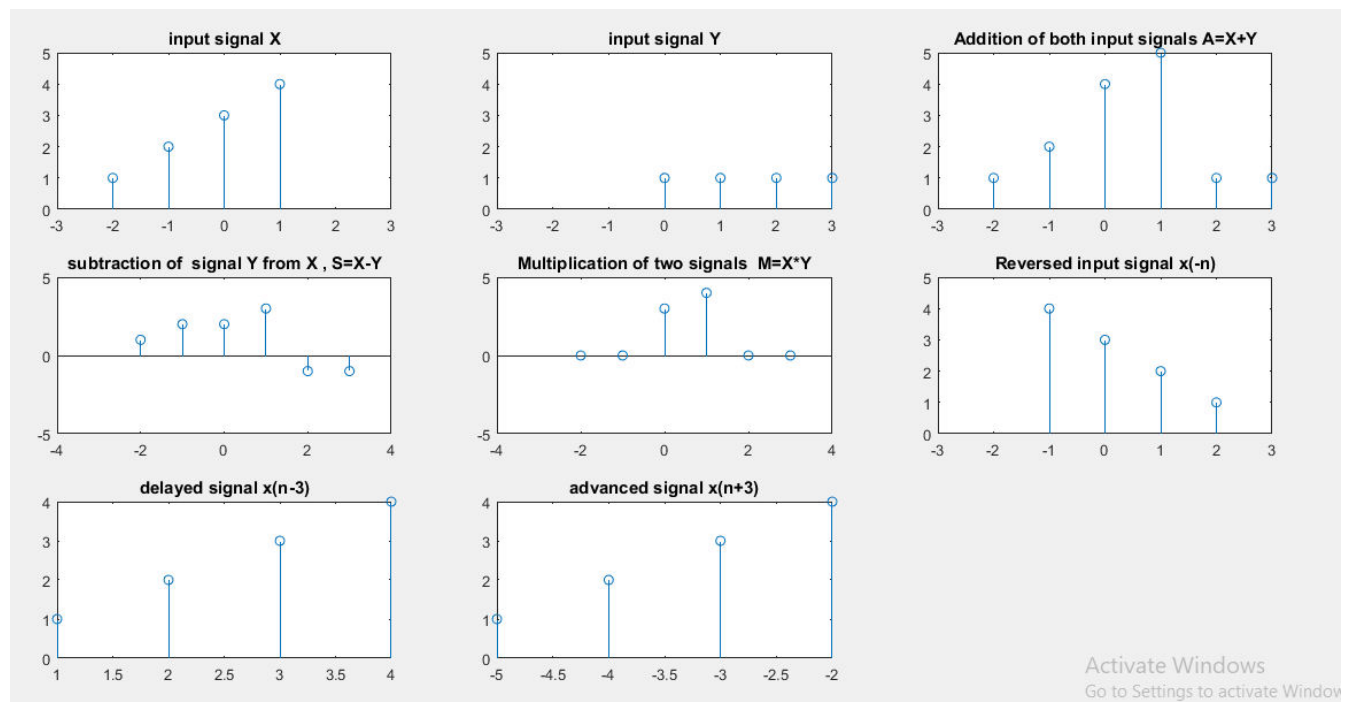 input signal X
5
4
3
2
1
0
-3 -2 -1 0 1 2 3
input signal Y
5
4
3
2
1
0
-3 -2 -1 0 1 2 3
Addition of both input signals A=X+Y
5
4
3
2
1
0
-3 -2 -1 0 1 2 3
subtraction of signal Y from X , S=X-Y
5
0
-5
-4 -2 0 2 4
Multiplication of two signals M=X*Y
5
0
-5
-4 -2 0 2 4
Reversed input signal x(-n)
5
4
3
2
1
0
-3 -2 -1 0 1 2 3
delayed signal x(n-3)
4
3
2
1
0
1 1.5 2 2.5 3 3.5 4
advanced signal x(n+3)
4
3
2
1
0
-5 -4.5 -4 -3.5 -3 -2.5 -2
Activate Windows
Go to Settings to activate Window